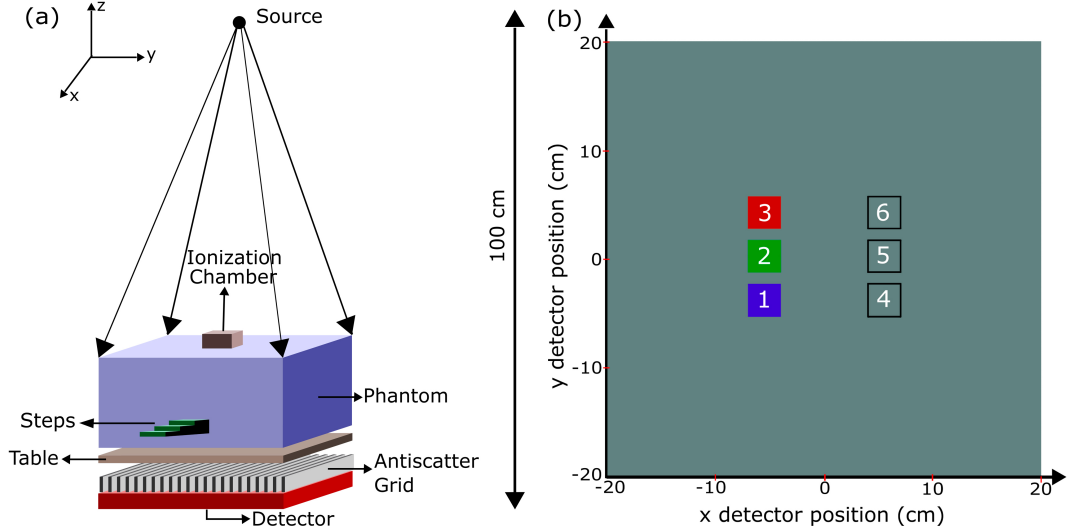 (a)
z
y
x
Source
Ionization
Chamber
Phantom
Steps
Table
Antiscatter
Grid
Detector
100 cm
(b)
y detector position (cm)
20
10
0
-10
-20
3
6
2
5
1
4
-20
-10
0
10
20
x detector position (cm)